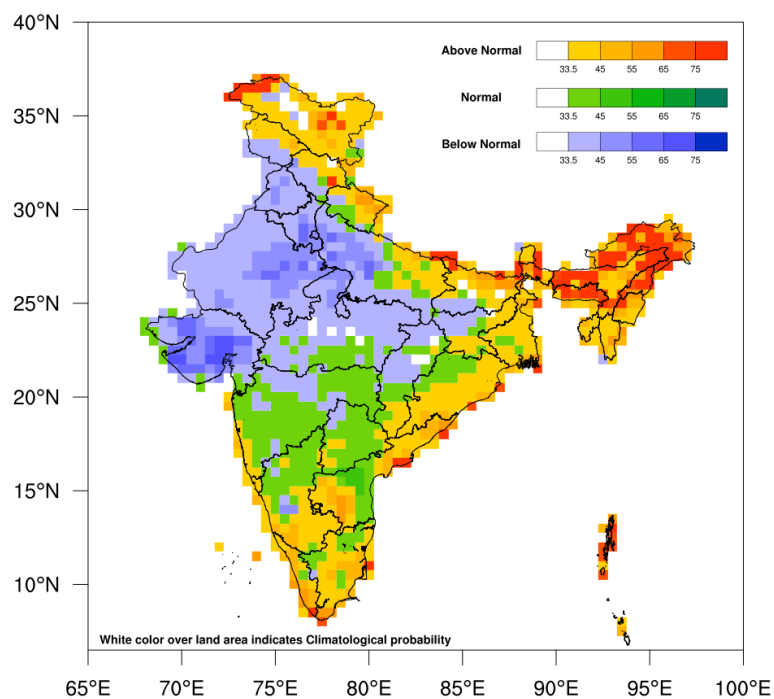 40°N
35°N
30°N
25°N
20°N
15°N
10°N
Above Normal
33.5 45 55 65 75
Normal
33.5 45 55 65 75
Below Normal
33.5 45 55 65 75
White color over land area indicates Climatological probability
65°E 70°E 75°E 80°E 85°E 90°E 95°E 100°E